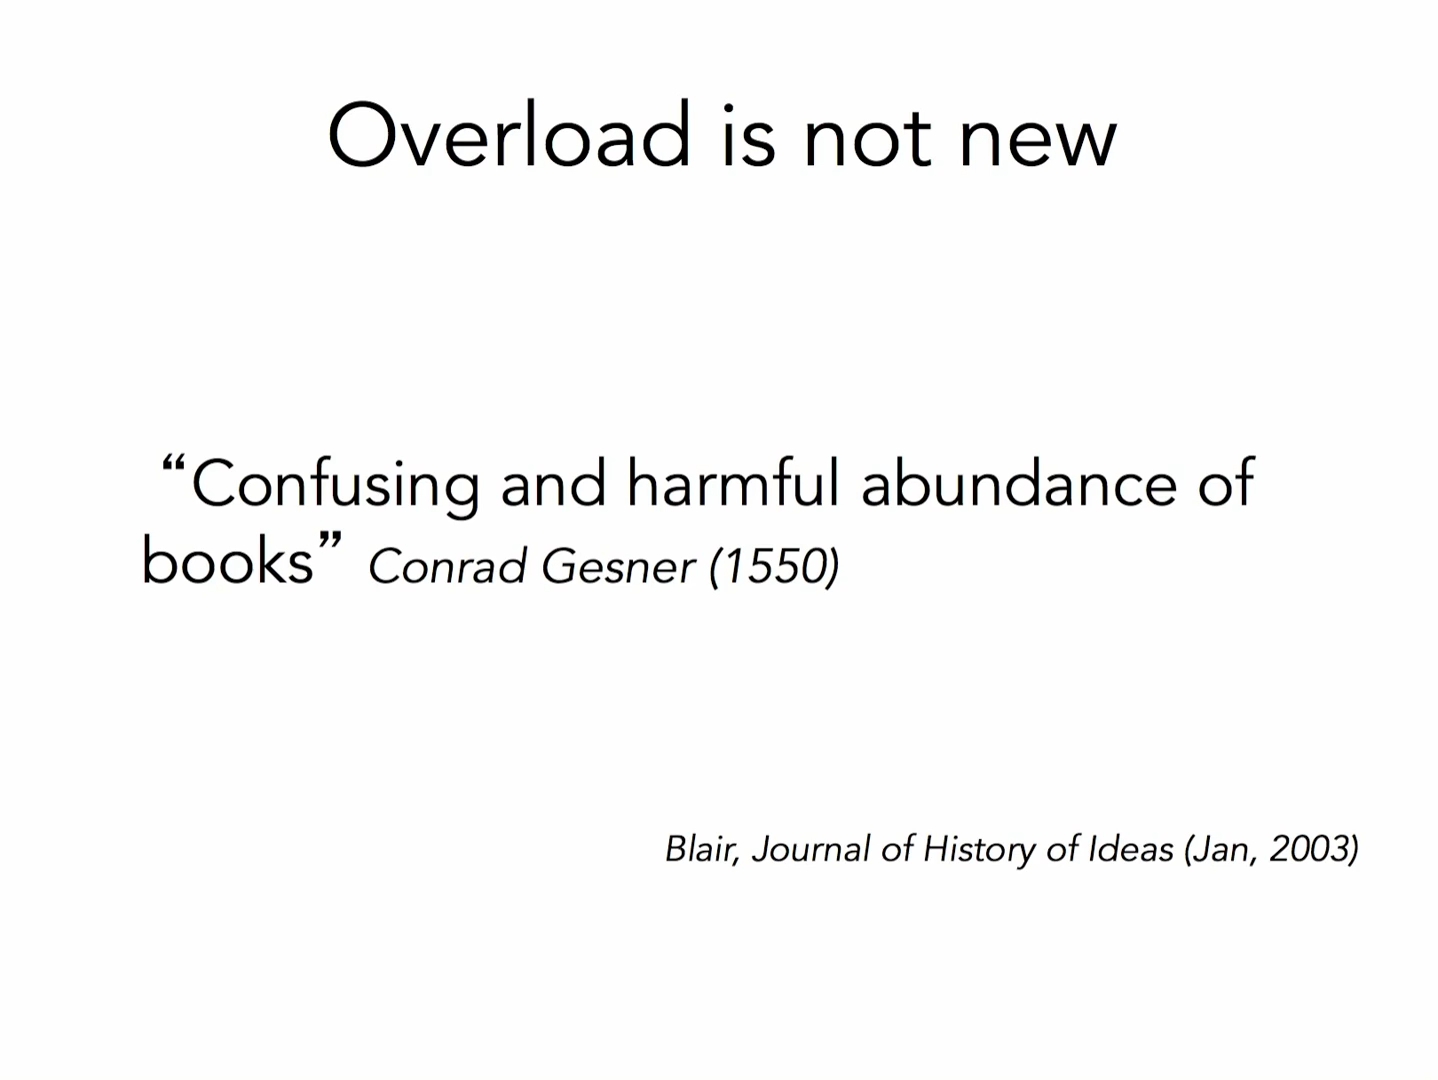 Overload is not new
“Confusing and harmful abundance of
books” Conrad Gesner (1550)
Blair, Journal of History of Ideas (Jan, 2003)